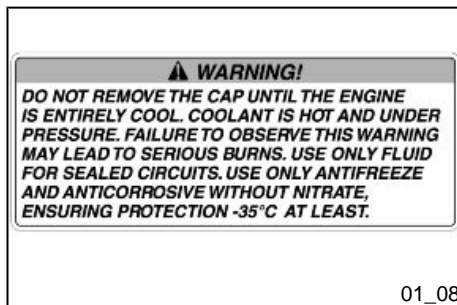 WARNING!
DO NOT REMOVE THE CAP UNTIL THE ENGINE
IS ENTIRELY COOL. COOLANT IS HOT AND UNDER
PRESSURE. FAILURE TO OBSERVE THIS WARNING
MAY LEAD TO SERIOUS BURNS. USE ONLY FLUID
FOR SEALED CIRCUITS. USE ONLY ANTIFREEZE
AND ANTICORROSIVE WITHOUT NITRATE,
ENSURING PROTECTION -35°C AT LEAST.
01_08